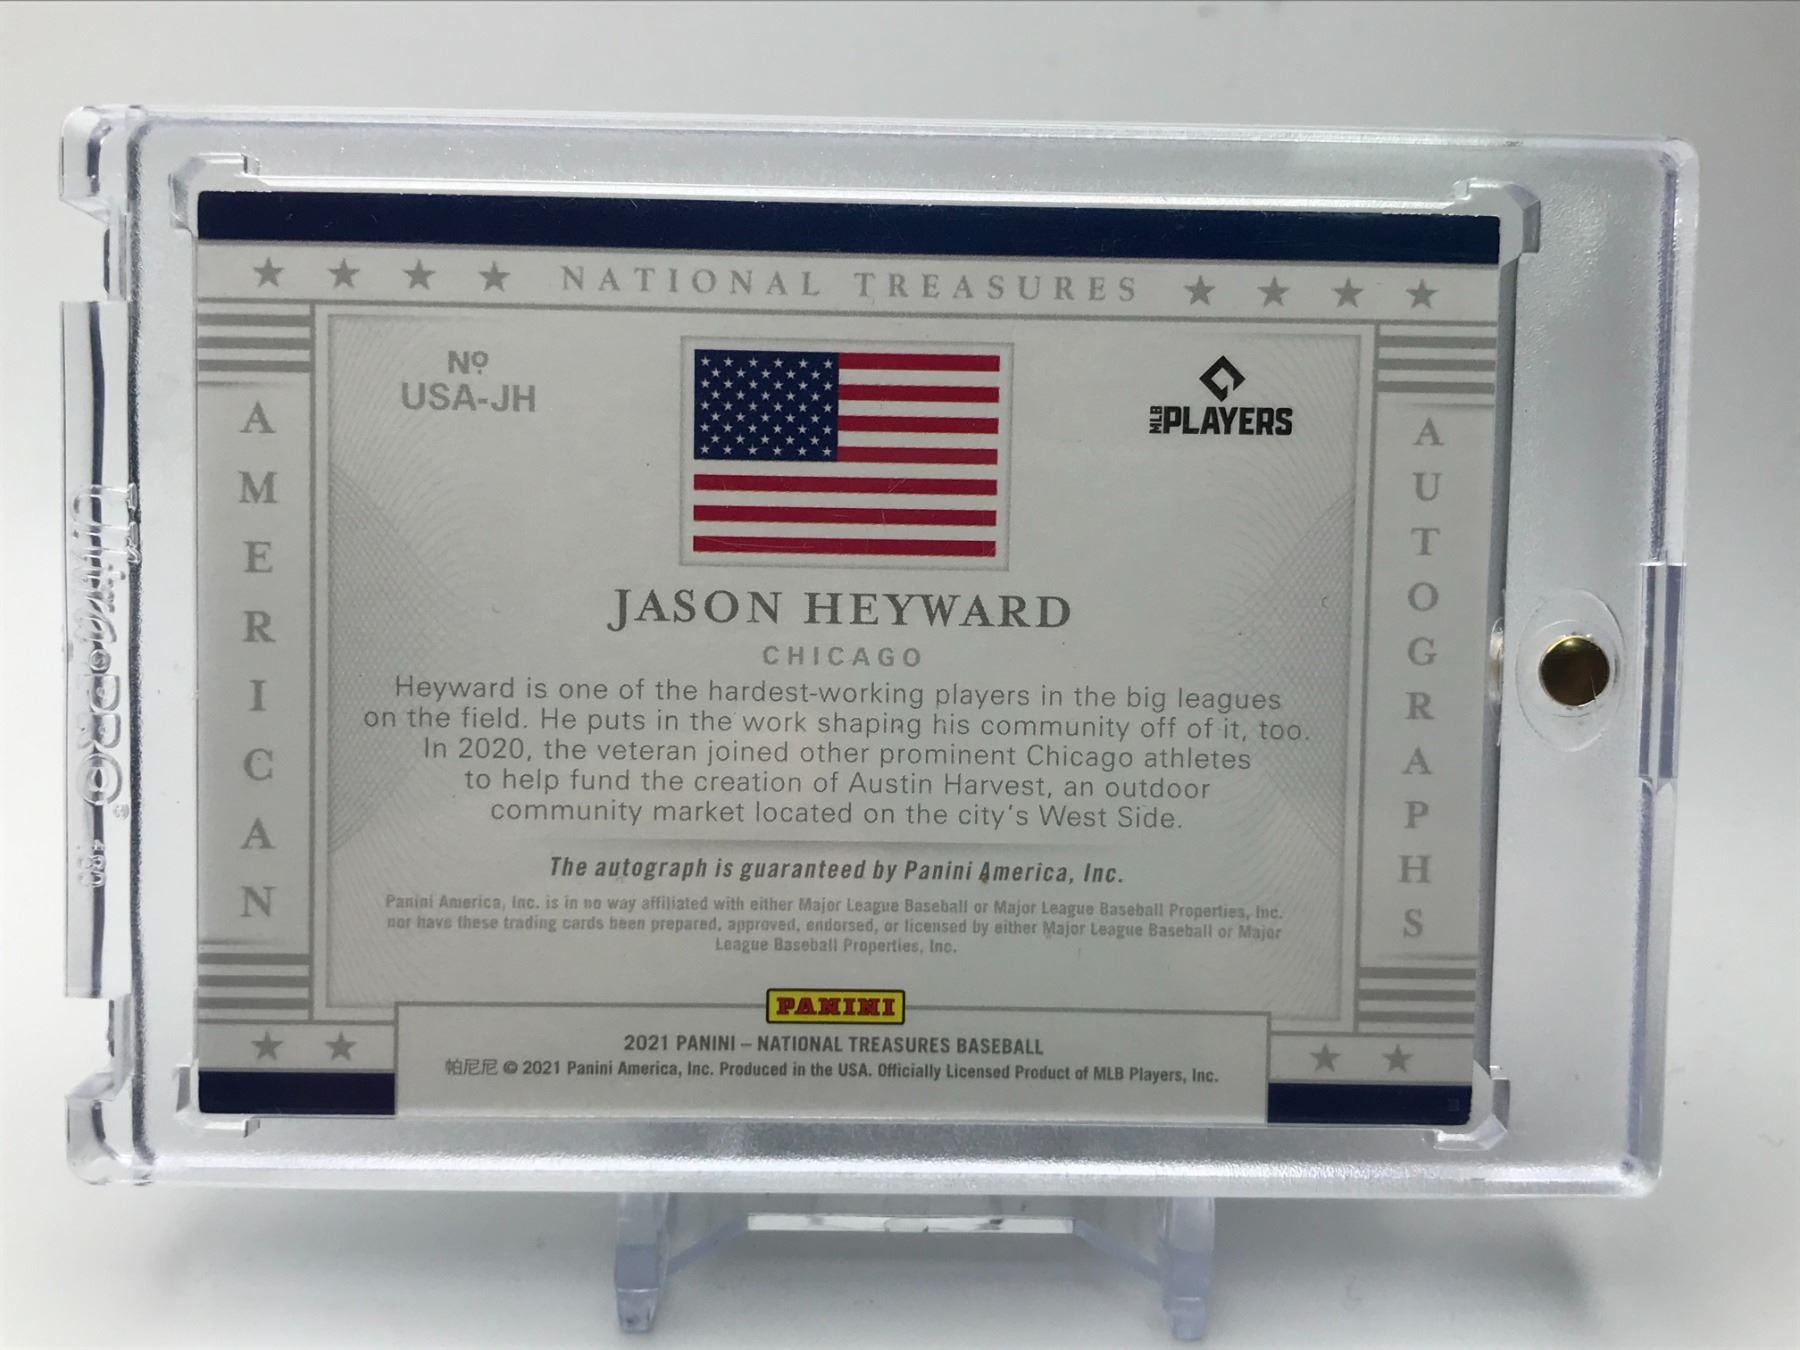 ★ ★ ★ ★ NATIONAL TREASURES ★ ★ ★ ★
Nº
USA-JH
MLB PLAYERS
AMERICAN
AUTOGRAPHS
JASON HEYWARD
CHICAGO
Heyward is one of the hardest-working players in the big leagues
on the field. He puts in the work shaping his community off of it, too.
In 2020, the veteran joined other prominent Chicago athletes
to help fund the creation of Austin Harvest, an outdoor
community market located on the city's West Side.
The autograph is guaranteed by Panini America, Inc.
Panini America, Inc. is in no way affiliated with either Major League Baseball or Major League Baseball Properties, Inc.
nor have these trading cards been prepared, approved, endorsed, or licensed by either Major League Baseball or Major
League Baseball Properties, Inc.
PANINI
2021 PANINI – NATIONAL TREASURES BASEBALL
帕尼尼 © 2021 Panini America, Inc. Produced in the USA. Officially Licensed Product of MLB Players, Inc.
Ultra·PRO